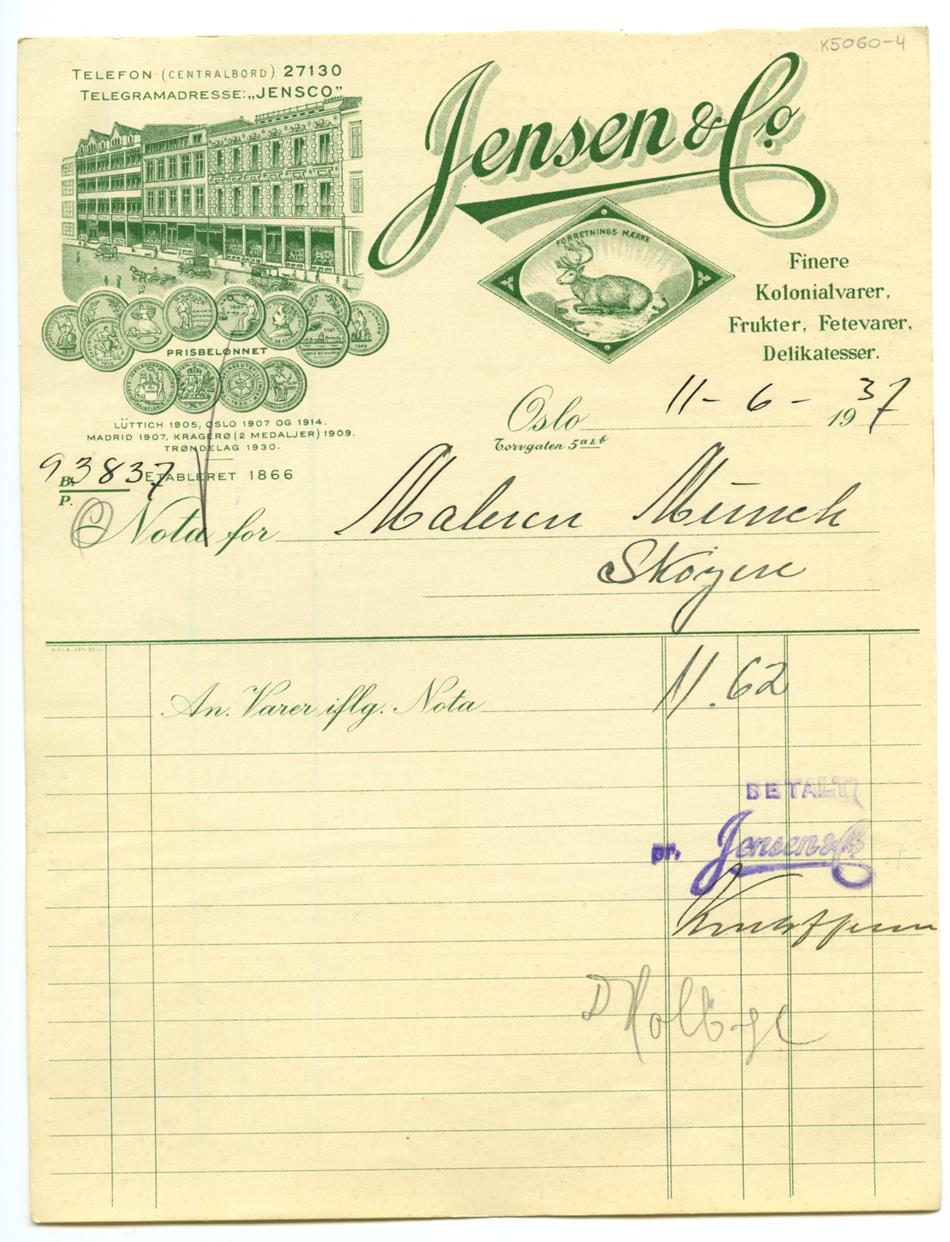 K5060-4
TELEFON (CENTRALBORD) 27130
TELEGRAMADRESSE: „JENSCO"
Jensen & Co.
FORRETNINGS MÆRKE
Finere
Kolonialvarer,
Frukter, Fetevarer,
Delikatesser.
PRISBELØNNET
LÜTTICH 1905, OSLO 1907 OG 1914.
MADRID 1907, KRAGERØ (2 MEDALJER) 1909.
TRØNDELAG 1930.
Oslo 11-6-1937
Torvgaten 5 a & b
B. 93837
P.
ETABLERET 1866
Nota for Maleren Munch
Skøyen
An. Varer iflg. Nota 11.62
BETALT
pr. Jensen & Co.